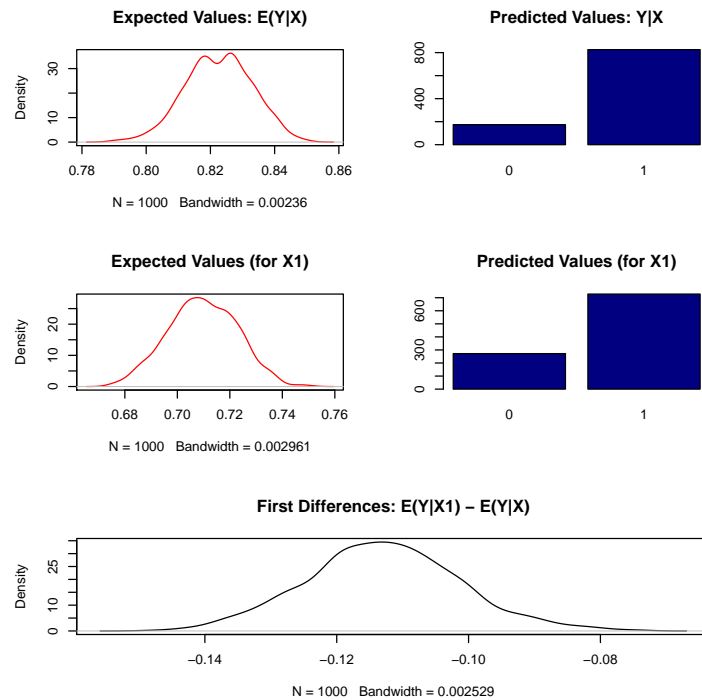 Expected Values: E(Y|X)
Density
0 10 30
0.78 0.80 0.82 0.84 0.86
N = 1000 Bandwidth = 0.00236
Predicted Values: Y|X
0 400 800
0 1
Expected Values (for X1)
Density
0 10 20
0.68 0.70 0.72 0.74 0.76
N = 1000 Bandwidth = 0.002961
Predicted Values (for X1)
0 300 600
0 1
First Differences: E(Y|X1) − E(Y|X)
Density
0 10 25
−0.14 −0.12 −0.10 −0.08
N = 1000 Bandwidth = 0.002529